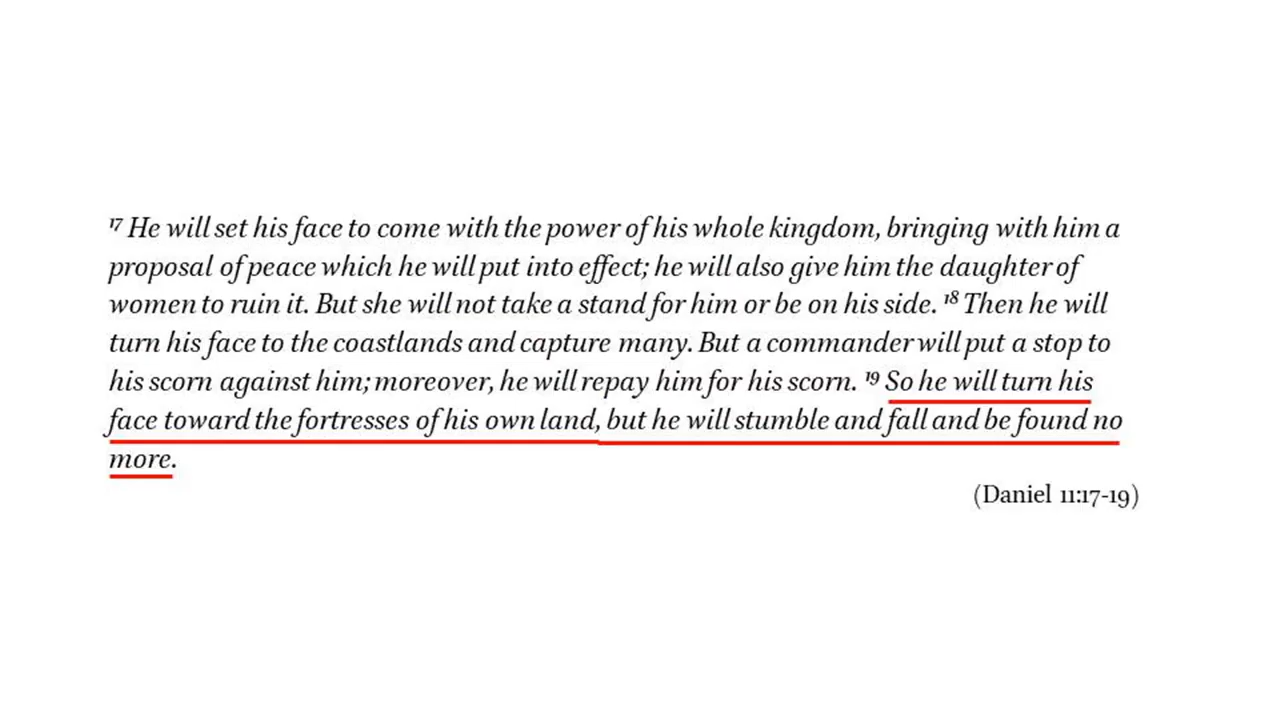 ¹⁷ He will set his face to come with the power of his whole kingdom, bringing with him a
proposal of peace which he will put into effect; he will also give him the daughter of
women to ruin it. But she will not take a stand for him or be on his side. ¹⁸ Then he will
turn his face to the coastlands and capture many. But a commander will put a stop to
his scorn against him; moreover, he will repay him for his scorn. ¹⁹ So he will turn his
face toward the fortresses of his own land, but he will stumble and fall and be found no
more.
(Daniel 11:17-19)